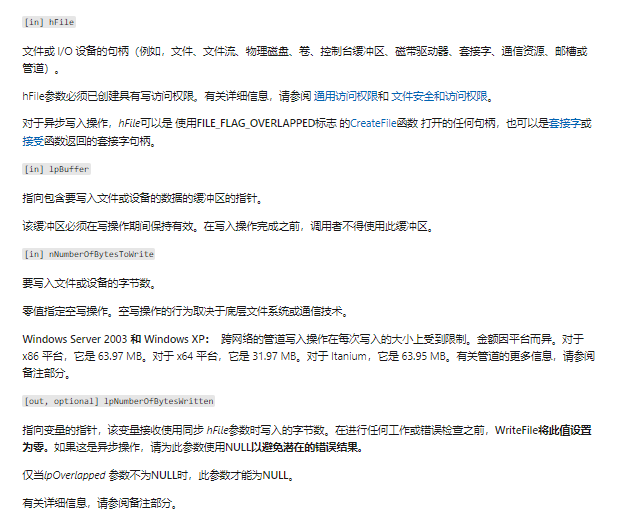 [in] hFile
文件或 I/O 设备的句柄（例如，文件、文件流、物理磁盘、卷、控制台缓冲区、磁带驱动器、套接字、通信资源、邮槽或
管道）。
hFile参数必须已创建具有写访问权限。有关详细信息，请参阅 通用访问权限和 文件安全和访问权限。
对于异步写入操作，hFile可以是 使用FILE_FLAG_OVERLAPPED标志 的CreateFile函数 打开的任何句柄，也可以是套接字或
接受函数返回的套接字句柄。
[in] lpBuffer
指向包含要写入文件或设备的数据的缓冲区的指针。
该缓冲区必须在写操作期间保持有效。在写入操作完成之前，调用者不得使用此缓冲区。
[in] nNumberOfBytesToWrite
要写入文件或设备的字节数。
零值指定空写操作。空写操作的行为取决于底层文件系统或通信技术。
Windows Server 2003 和 Windows XP： 跨网络的管道写入操作在每次写入的大小上受到限制。金额因平台而异。对于
x86 平台，它是 63.97 MB。对于 x64 平台，它是 31.97 MB。对于 Itanium，它是 63.95 MB。有关管道的更多信息，请参阅
备注部分。
[out, optional] lpNumberOfBytesWritten
指向变量的指针，该变量接收使用同步 hFile参数时写入的字节数。在进行任何工作或错误检查之前，WriteFile将此值设置
为零。如果这是异步操作，请为此参数使用NULL以避免潜在的错误结果。
仅当lpOverlapped 参数不为NULL时，此参数才能为NULL。
有关详细信息，请参阅备注部分。